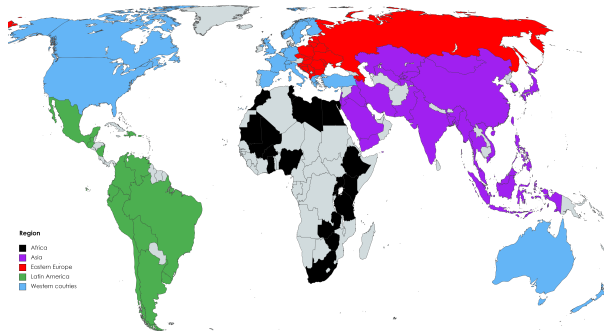 Region
Africa
Asia
Eastern Europe
Latin America
Western coutries